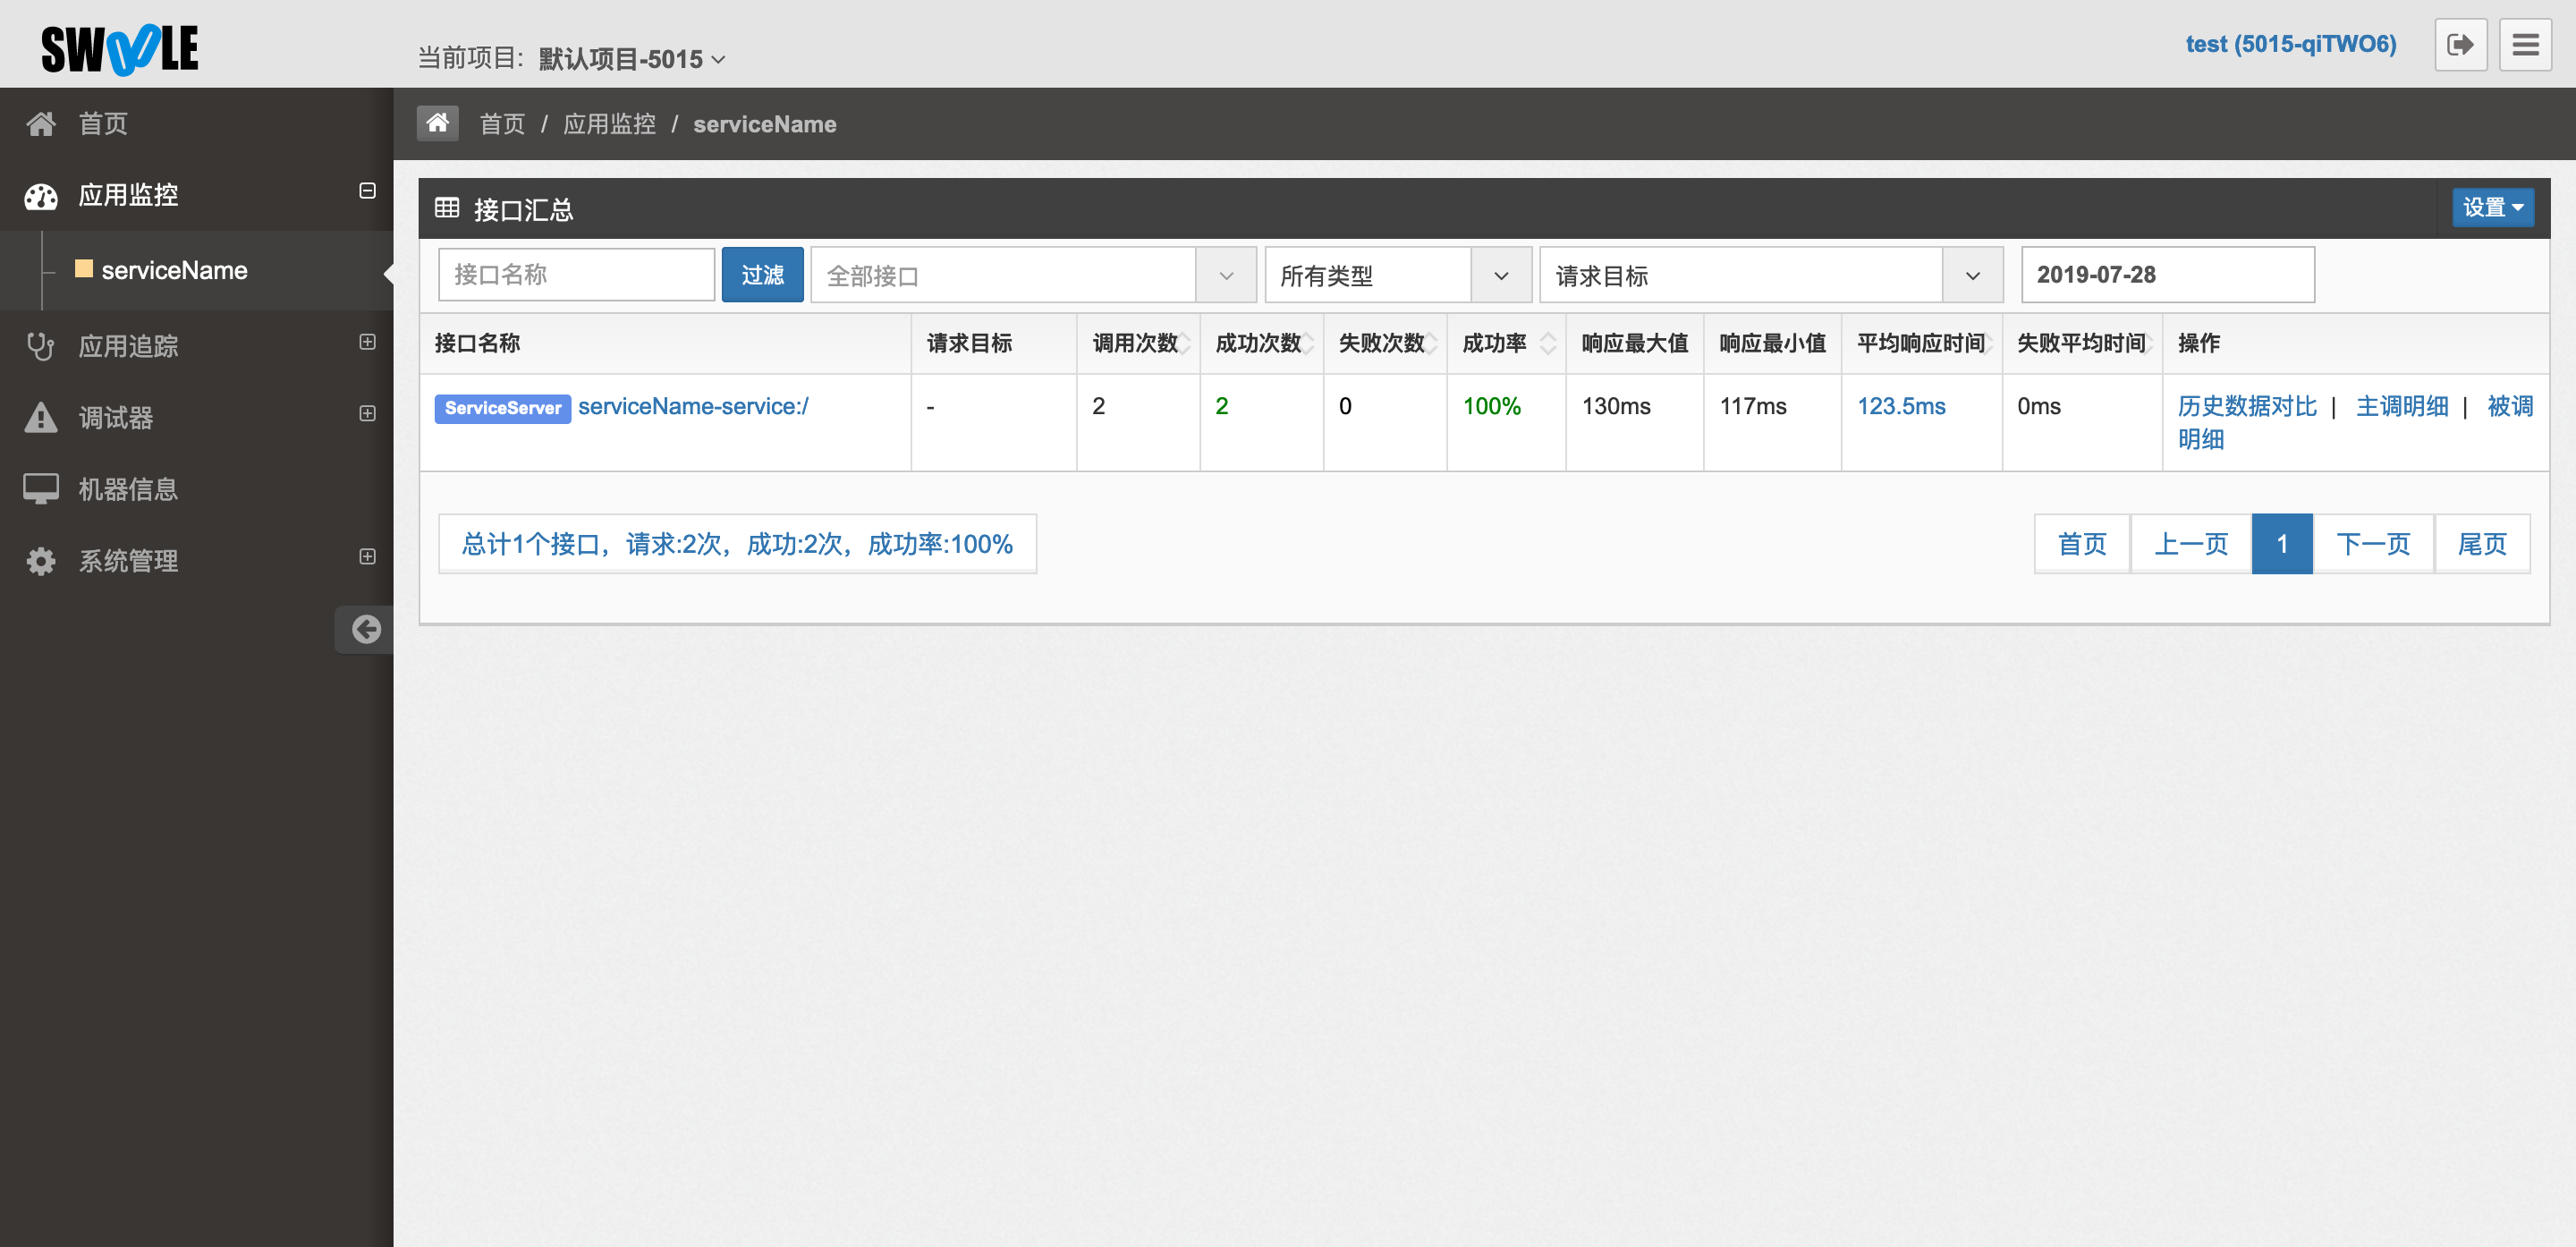 SWOOLE
当前项目: 默认项目-5015
test (5015-qiTWO6)
首页
应用监控
serviceName
应用追踪
调试器
机器信息
系统管理
首页 / 应用监控 / serviceName
接口汇总
设置
接口名称 过滤 全部接口 所有类型 请求目标 2019-07-28
接口名称 请求目标 调用次数 成功次数 失败次数 成功率 响应最大值 响应最小值 平均响应时间 失败平均时间 操作
ServiceServer serviceName-service:/ - 2 2 0 100% 130ms 117ms 123.5ms 0ms 历史数据对比 | 主调明细 | 被调
明细
总计1个接口，请求:2次，成功:2次，成功率:100%
首页 上一页 1 下一页 尾页